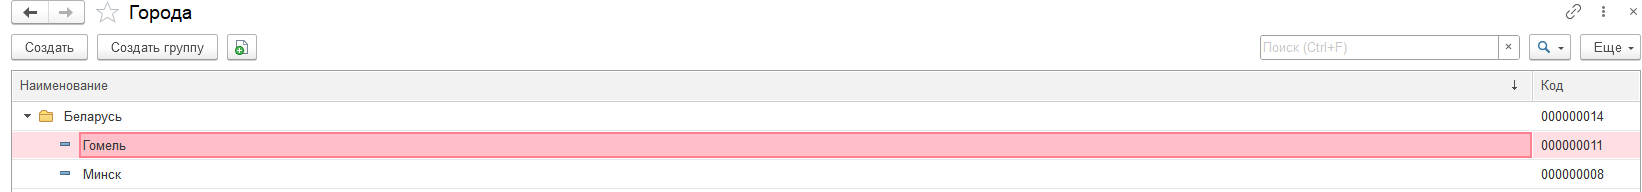 Города
Создать Создать группу Поиск (Ctrl+F) × Еще
Наименование ↓ Код
Беларусь 000000014
Гомель 000000011
Минск 000000008